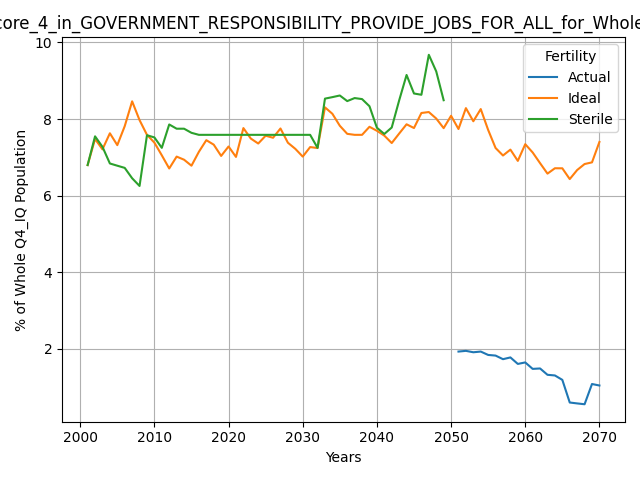 core_4_in_GOVERNMENT_RESPONSIBILITY_PROVIDE_JOBS_FOR_ALL_for_Whole
10
8
6
4
2
% of Whole Q4_IQ Population
Fertility
Actual
Ideal
Sterile
2000 2010 2020 2030 2040 2050 2060 2070
Years